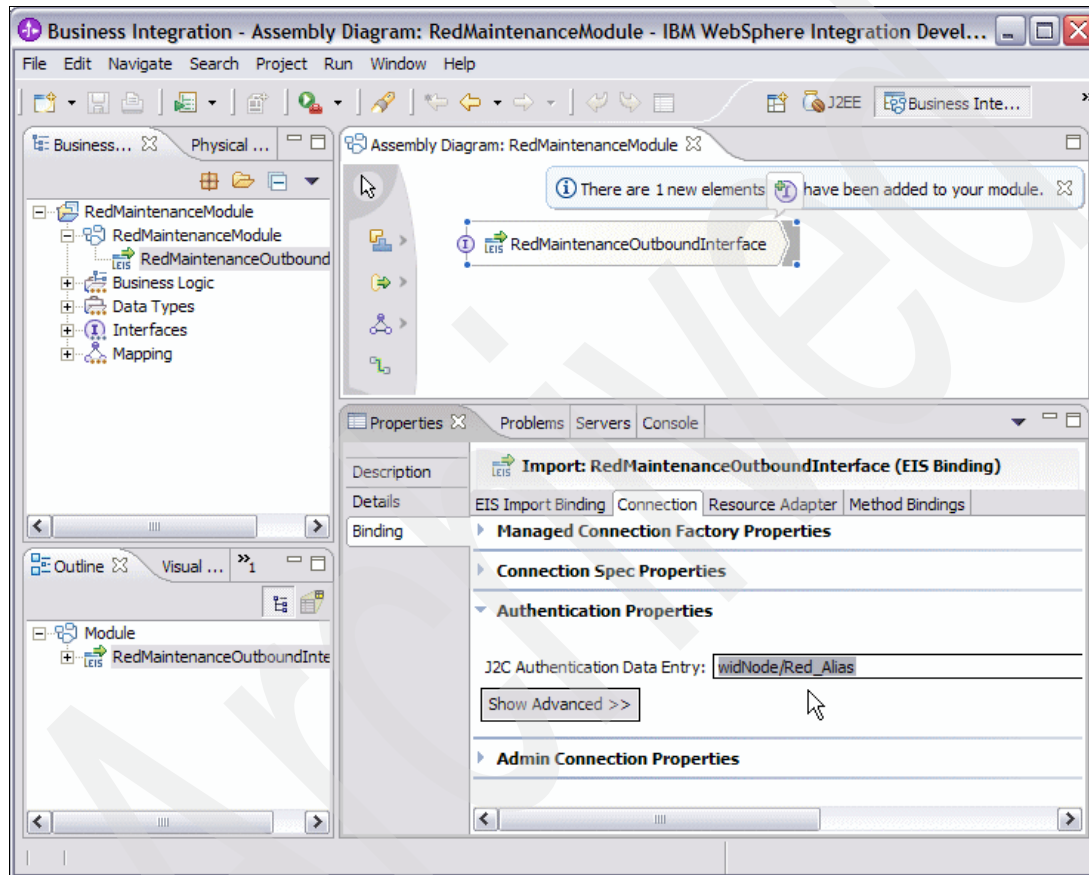 Business Integration - Assembly Diagram: RedMaintenanceModule - IBM WebSphere Integration Devel...
File Edit Navigate Search Project Run Window Help
J2EE Business Inte... »
Business... Physical ...
RedMaintenanceModule
RedMaintenanceModule
RedMaintenanceOutbound
Business Logic
Data Types
Interfaces
Mapping
Assembly Diagram: RedMaintenanceModule
There are 1 new elements have been added to your module.
RedMaintenanceOutboundInterface
Outline Visual ... »1
Module
RedMaintenanceOutboundInte
Properties Problems Servers Console
Description
Details
Binding
Import: RedMaintenanceOutboundInterface (EIS Binding)
EIS Import Binding Connection Resource Adapter Method Bindings
Managed Connection Factory Properties
Connection Spec Properties
Authentication Properties
J2C Authentication Data Entry: widNode/Red_Alias
Show Advanced >>
Admin Connection Properties
Archived